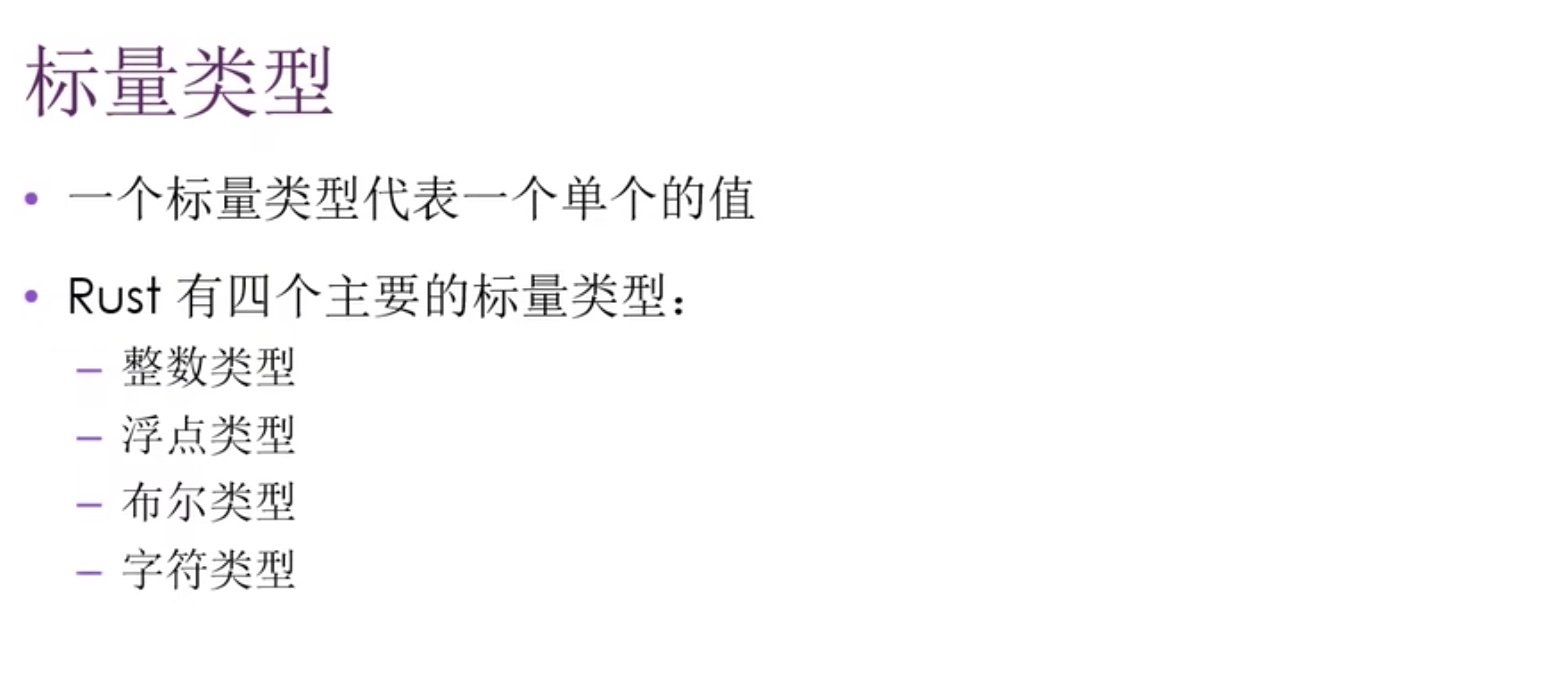 标量类型
• 一个标量类型代表一个单个的值
• Rust 有四个主要的标量类型：
– 整数类型
– 浮点类型
– 布尔类型
– 字符类型